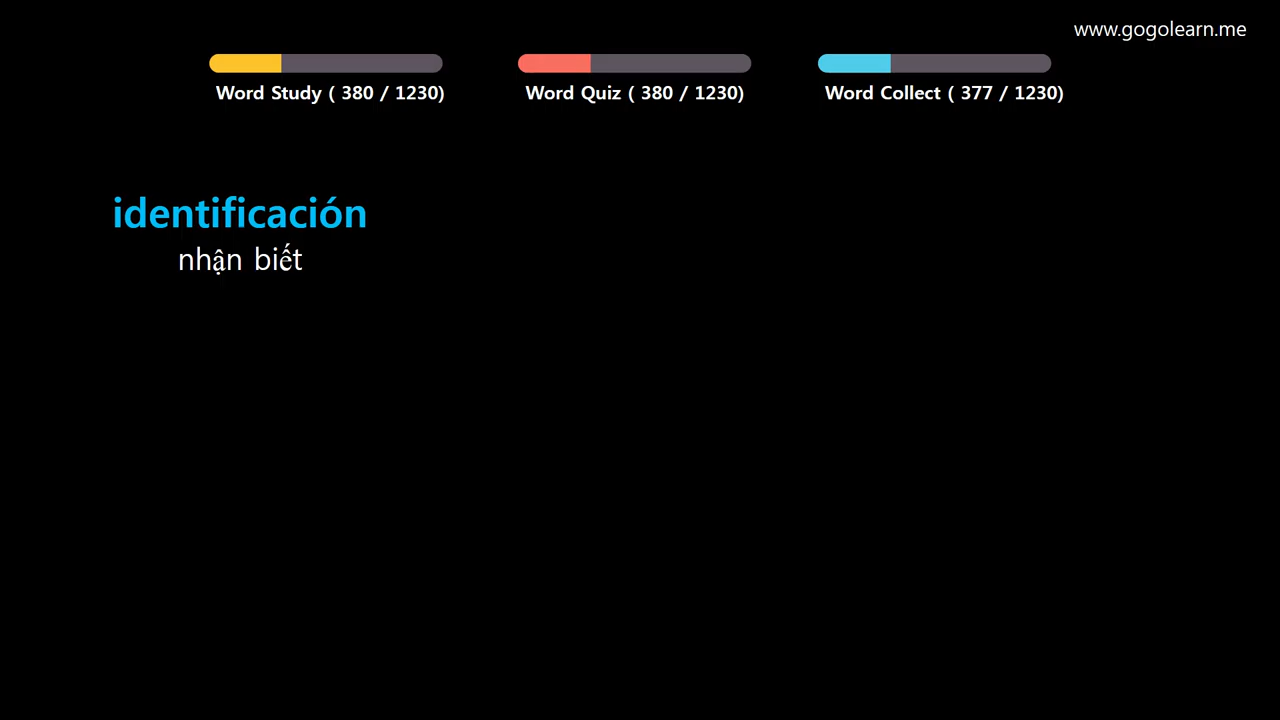 www.gogolearn.me
Word Study ( 380 / 1230)
Word Quiz ( 380 / 1230)
Word Collect ( 377 / 1230)
identificación
nhận biết